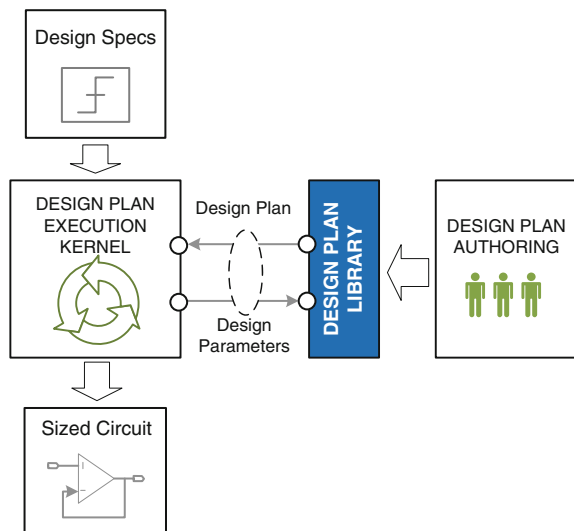 Design Specs
DESIGN PLAN
EXECUTION
KERNEL
Design Plan
Design
Parameters
DESIGN PLAN
LIBRARY
DESIGN PLAN
AUTHORING
Sized Circuit